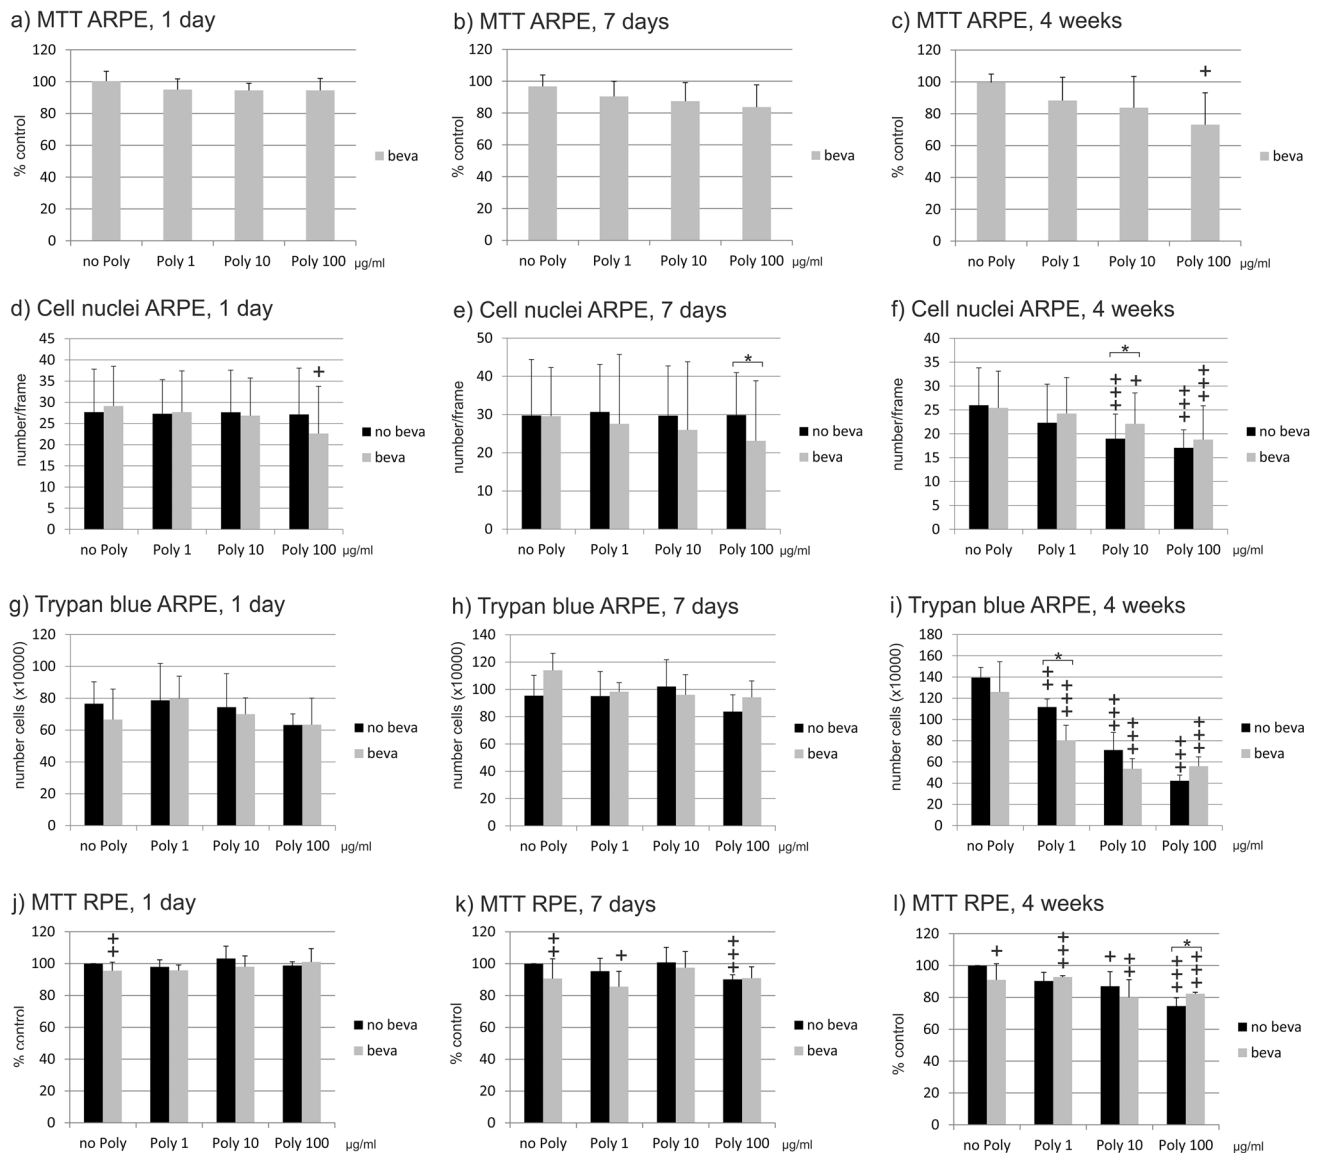 a) MTT ARPE, 1 day
120
100
80
60
40
20
0
% control
no Poly Poly 1 Poly 10 Poly 100 µg/ml
beva
b) MTT ARPE, 7 days
120
100
80
60
40
20
0
% control
no Poly Poly 1 Poly 10 Poly 100 µg/ml
beva
c) MTT ARPE, 4 weeks
120
100
80
60
40
20
0
% control
+
no Poly Poly 1 Poly 10 Poly 100 µg/ml
beva
d) Cell nuclei ARPE, 1 day
45
40
35
30
25
20
15
10
5
0
number/frame
+
no Poly Poly 1 Poly 10 Poly 100 µg/ml
no beva
beva
e) Cell nuclei ARPE, 7 days
50
40
30
20
10
0
number/frame
*
no Poly Poly 1 Poly 10 Poly 100 µg/ml
no beva
beva
f) Cell nuclei ARPE, 4 weeks
40
35
30
25
20
15
10
5
0
number/frame
*
+++ + +++ +++
no Poly Poly 1 Poly 10 Poly 100 µg/ml
no beva
beva
g) Trypan blue ARPE, 1 day
120
100
80
60
40
20
0
number cells (x10000)
no Poly Poly 1 Poly 10 Poly 100 µg/ml
no beva
beva
h) Trypan blue ARPE, 7 days
140
120
100
80
60
40
20
0
number cells (x10000)
no Poly Poly 1 Poly 10 Poly 100 µg/ml
no beva
beva
i) Trypan blue ARPE, 4 weeks
180
160
140
120
100
80
60
40
20
0
number cells (x10000)
*
++ +++ +++ +++ +++ +++
no Poly Poly 1 Poly 10 Poly 100 µg/ml
no beva
beva
j) MTT RPE, 1 day
120
100
80
60
40
20
0
% control
++
no Poly Poly 1 Poly 10 Poly 100 µg/ml
no beva
beva
k) MTT RPE, 7 days
120
100
80
60
40
20
0
% control
++ + +++
no Poly Poly 1 Poly 10 Poly 100 µg/ml
no beva
beva
l) MTT RPE, 4 weeks
120
100
80
60
40
20
0
% control
*
+ +++ + ++ +++ +++
no Poly Poly 1 Poly 10 Poly 100 µg/ml
no beva
beva